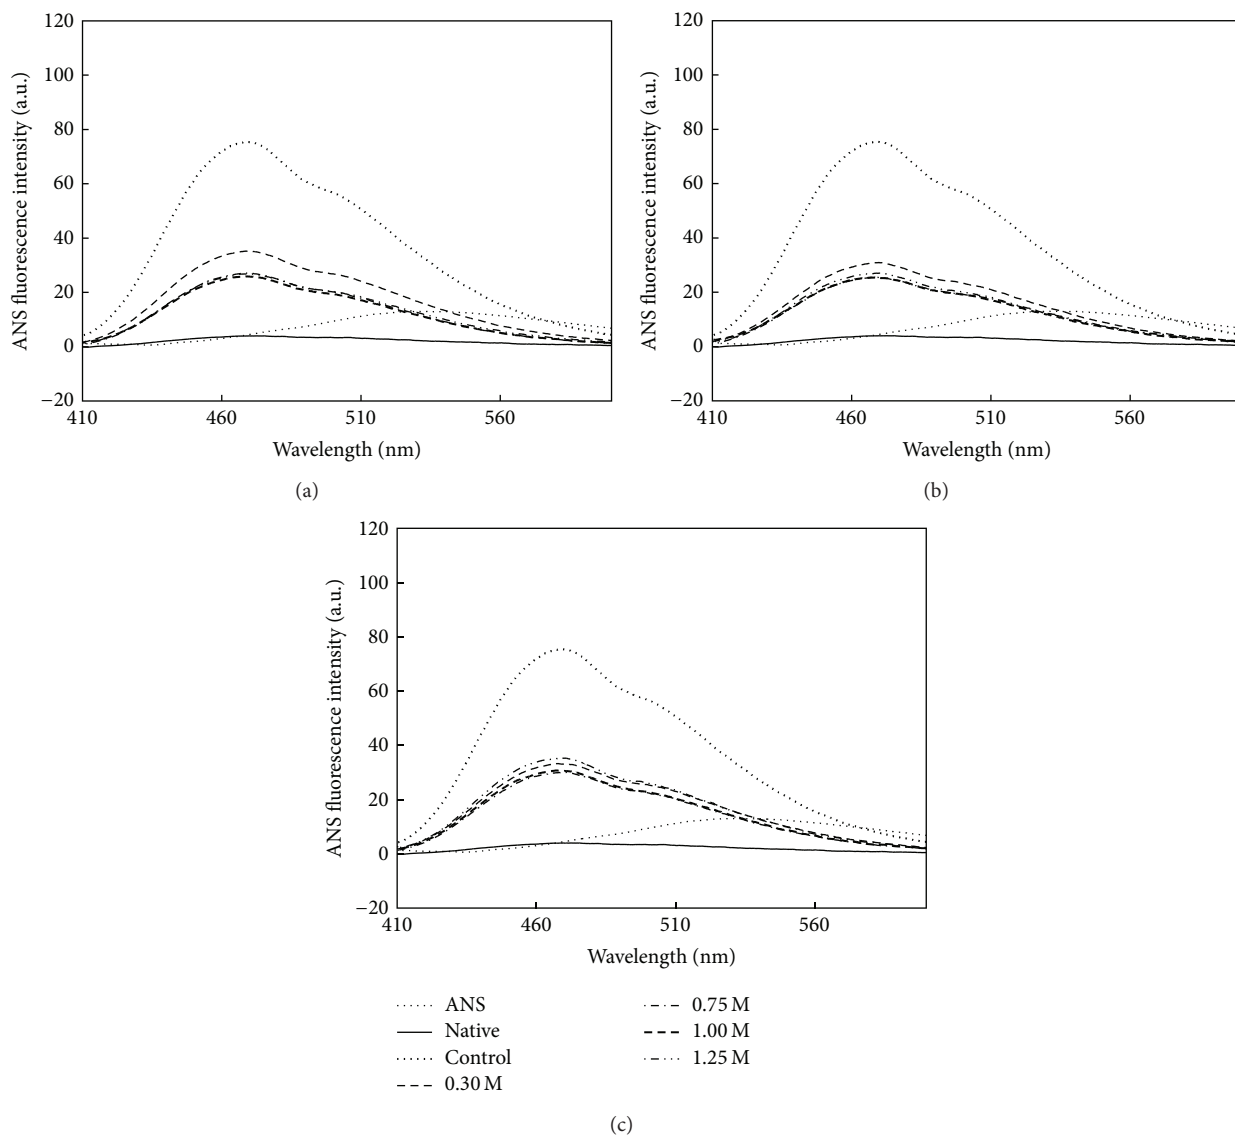 120
100
80
60
40
20
0
−20
ANS fluorescence intensity (a.u.)
410 460 510 560
Wavelength (nm)
(a)
120
100
80
60
40
20
0
−20
ANS fluorescence intensity (a.u.)
410 460 510 560
Wavelength (nm)
(b)
120
100
80
60
40
20
0
−20
ANS fluorescence intensity (a.u.)
410 460 510 560
Wavelength (nm)
ANS
Native
Control
0.30 M
0.75 M
1.00 M
1.25 M
(c)